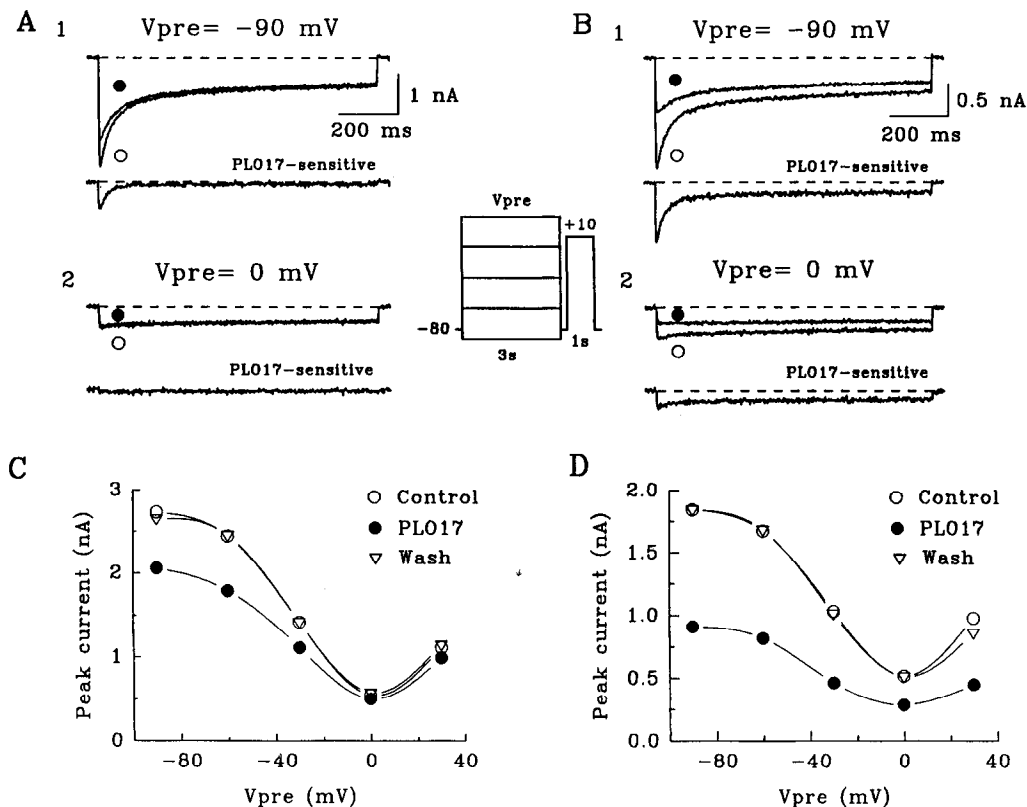 A 1 Vpre= -90 mV
1 nA
200 ms
PL017-sensitive
2 Vpre= 0 mV
PL017-sensitive
Vpre
+10
-80
3s
1s
B 1 Vpre= -90 mV
0.5 nA
200 ms
PL017-sensitive
2 Vpre= 0 mV
PL017-sensitive
C
3
2
1
0
Peak current (nA)
Control
PL017
Wash
-80
-40
0
40
Vpre (mV)
D
2.0
1.5
1.0
0.5
0.0
Peak current (nA)
Control
PL017
Wash
-80
-40
0
40
Vpre (mV)